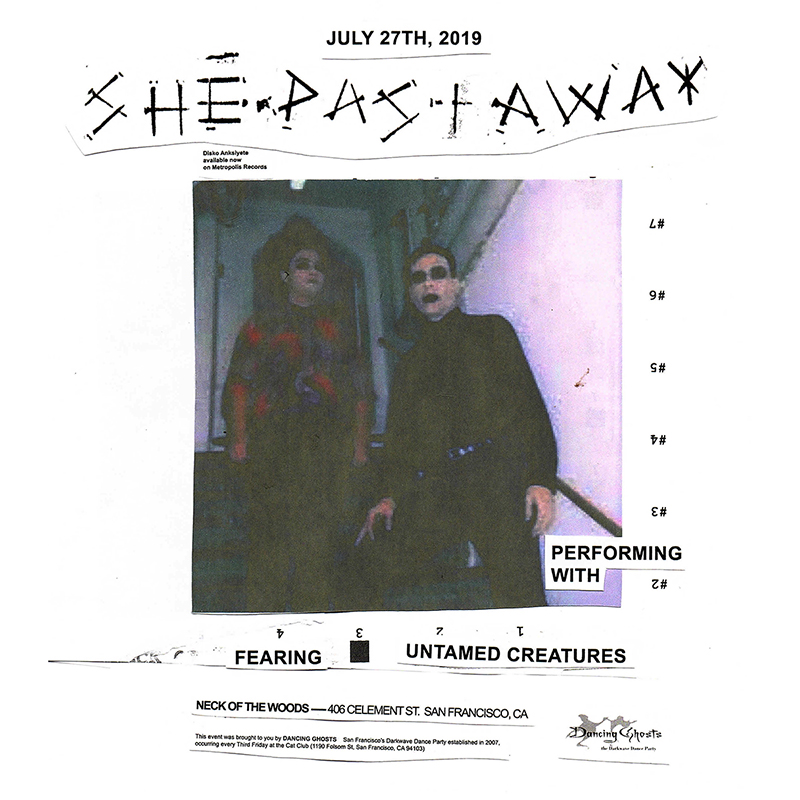 JULY 27TH, 2019
SHE PAST AWAY
Disko Anksiyete
available now
on Metropolis Records
#7
#6
#5
#4
#3
PERFORMING
WITH
#2
4 3 2 1
FEARING ■ UNTAMED CREATURES
NECK OF THE WOODS — 406 CELEMENT ST. SAN FRANCISCO, CA
This event was brought to you by DANCING GHOSTS San Francisco's Darkwave Dance Party established in 2007,
occurring every Third Friday at the Cat Club (1190 Folsom St, San Francisco, CA 94103)
Dancing Ghosts
the Darkwave Dance Party